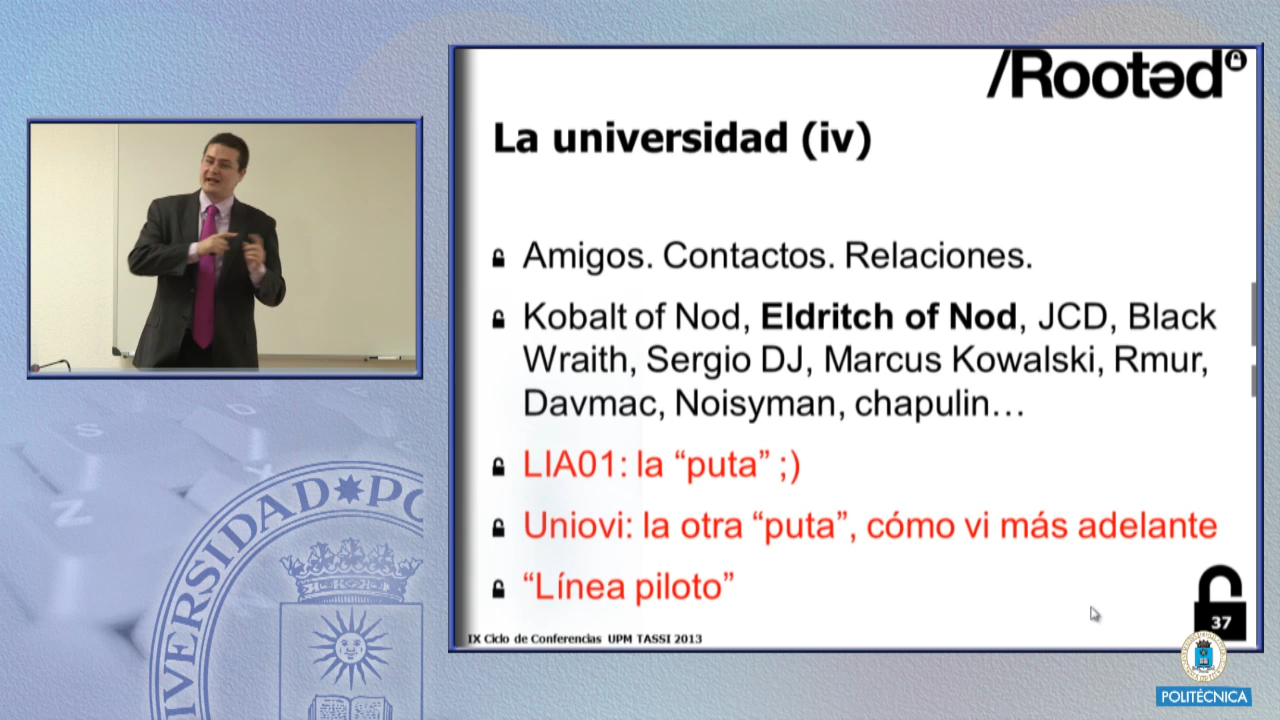 /Rootəd
La universidad (iv)
Amigos. Contactos. Relaciones.
Kobalt of Nod, Eldritch of Nod, JCD, Black
Wraith, Sergio DJ, Marcus Kowalski, Rmur,
Davmac, Noisyman, chapulin…
LIA01: la “puta” ;)
Uniovi: la otra “puta”, cómo vi más adelante
“Línea piloto”
37
IX Ciclo de Conferencias UPM TASSI 2013
POLITÉCNICA